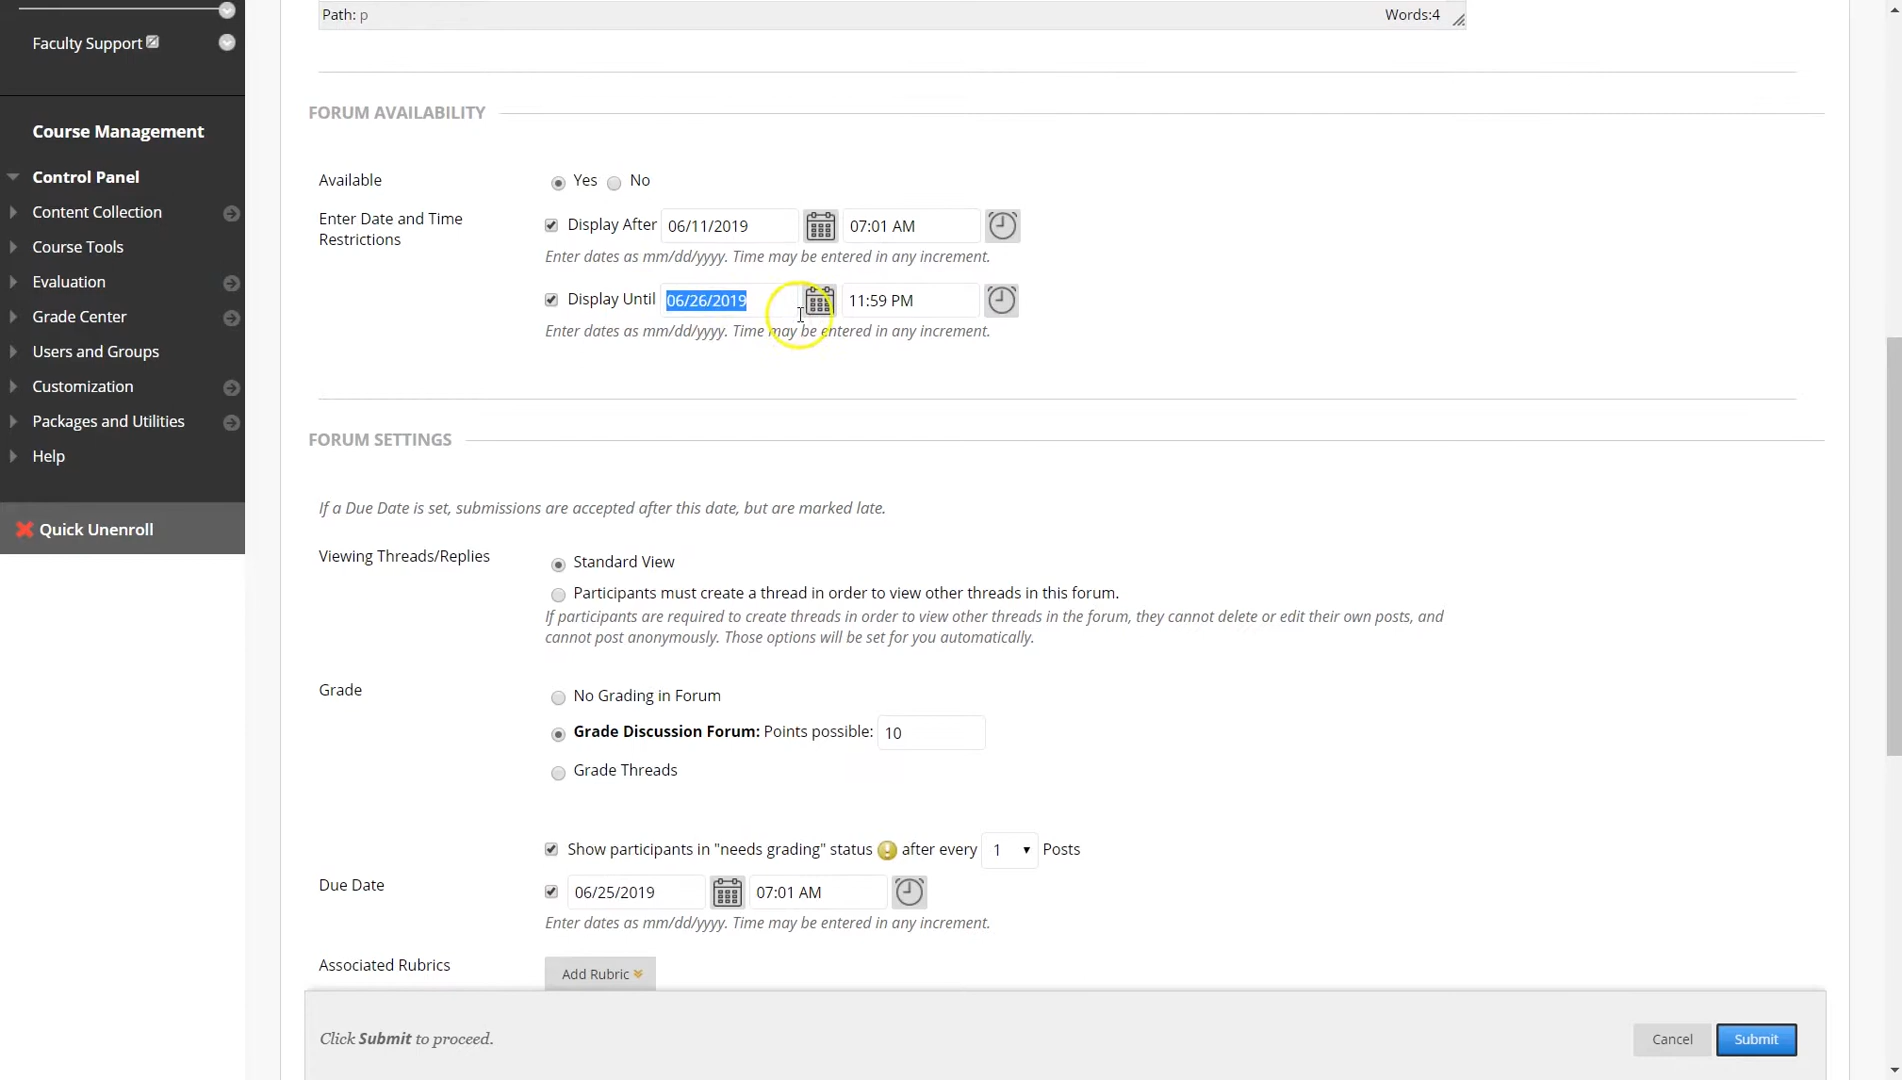 Path: p
Words:4
Faculty Support
Course Management
Control Panel
Content Collection
Course Tools
Evaluation
Grade Center
Users and Groups
Customization
Packages and Utilities
Help
Quick Unenroll
FORUM AVAILABILITY
Available
Yes
No
Enter Date and Time Restrictions
Display After 06/11/2019 07:01 AM
Enter dates as mm/dd/yyyy. Time may be entered in any increment.
Display Until 06/26/2019 11:59 PM
Enter dates as mm/dd/yyyy. Time may be entered in any increment.
FORUM SETTINGS
If a Due Date is set, submissions are accepted after this date, but are marked late.
Viewing Threads/Replies
Standard View
Participants must create a thread in order to view other threads in this forum.
If participants are required to create threads in order to view other threads in the forum, they cannot delete or edit their own posts, and
cannot post anonymously. Those options will be set for you automatically.
Grade
No Grading in Forum
Grade Discussion Forum: Points possible: 10
Grade Threads
Show participants in "needs grading" status after every 1 Posts
Due Date
06/25/2019 07:01 AM
Enter dates as mm/dd/yyyy. Time may be entered in any increment.
Associated Rubrics
Add Rubric
Click Submit to proceed.
Cancel
Submit